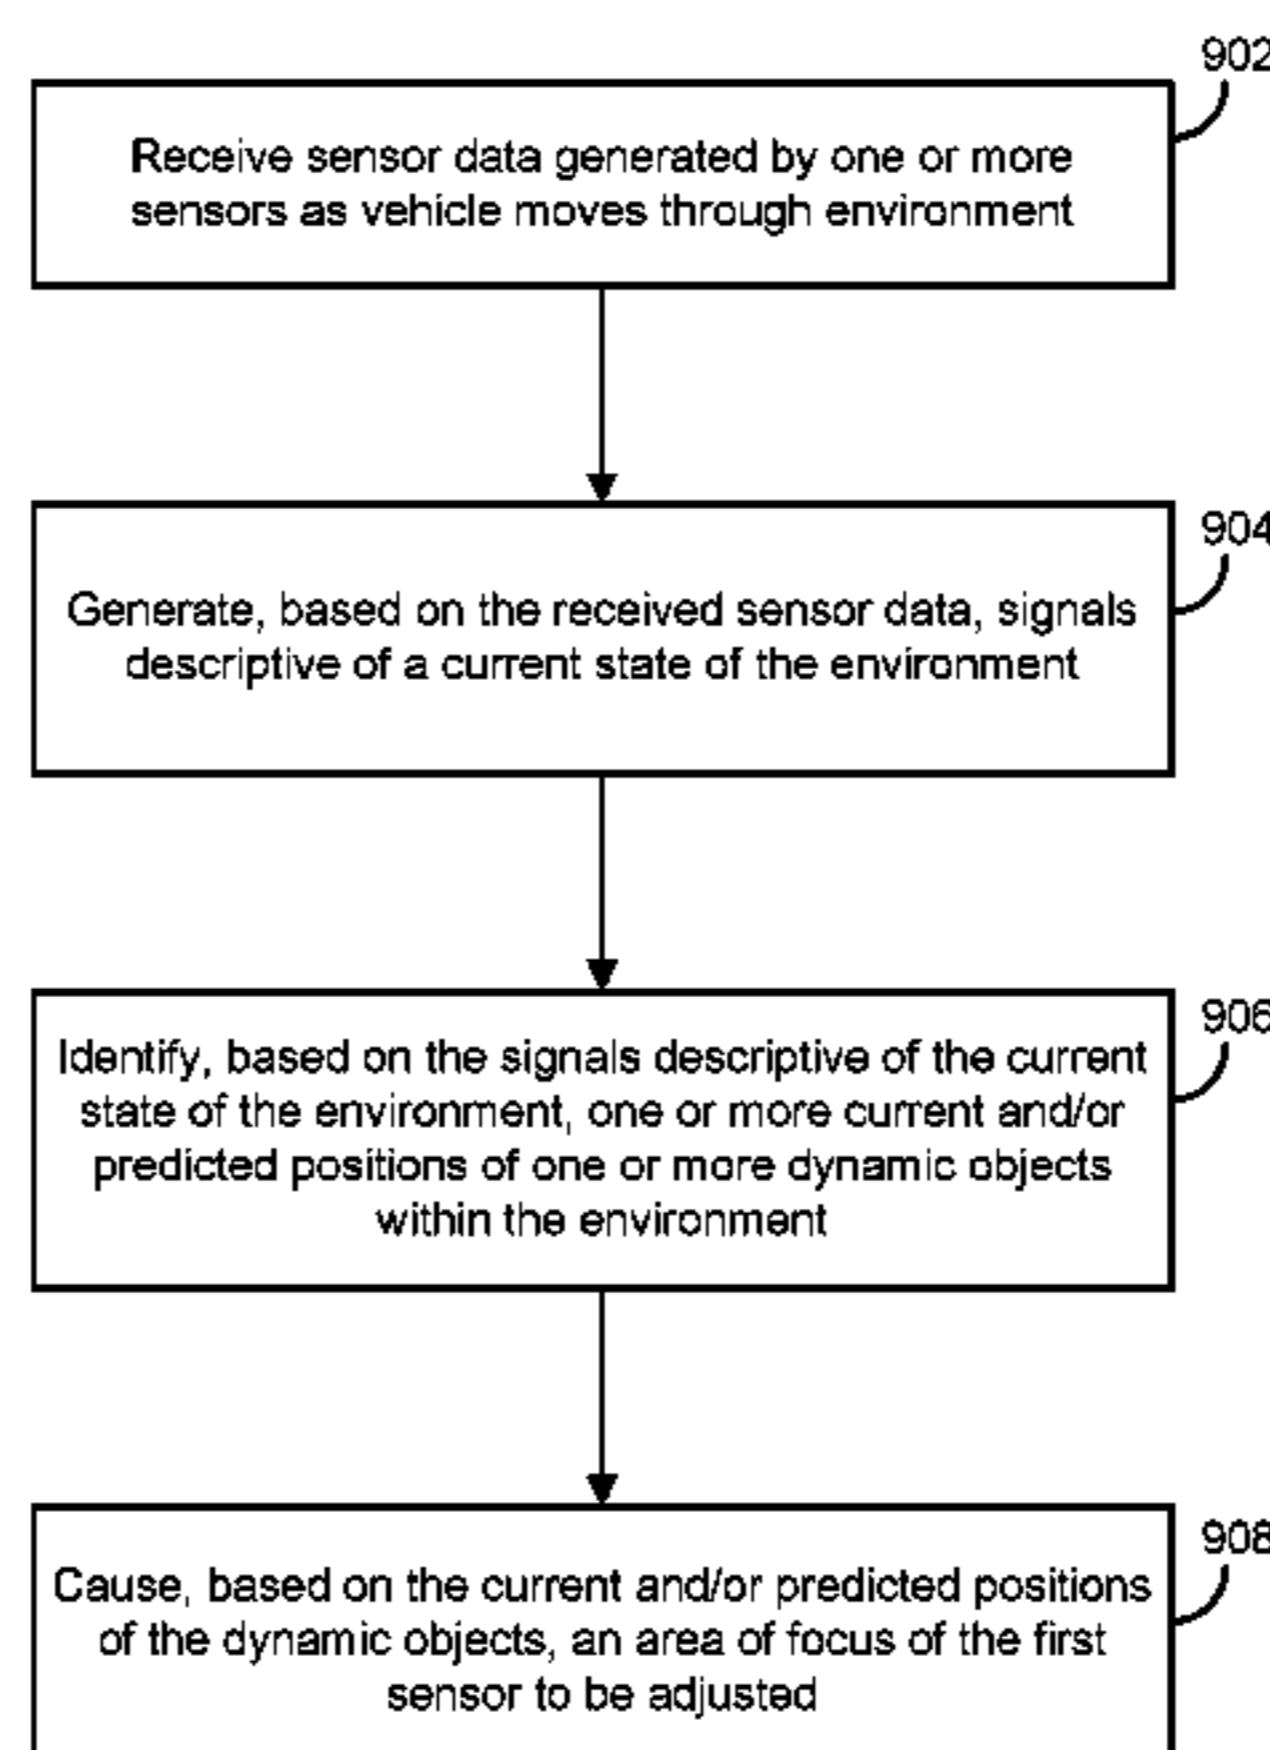 902
Receive sensor data generated by one or more
sensors as vehicle moves through environment
904
Generate, based on the received sensor data, signals
descriptive of a current state of the environment
906
Identify, based on the signals descriptive of the current
state of the environment, one or more current and/or
predicted positions of one or more dynamic objects
within the environment
908
Cause, based on the current and/or predicted positions
of the dynamic objects, an area of focus of the first
sensor to be adjusted